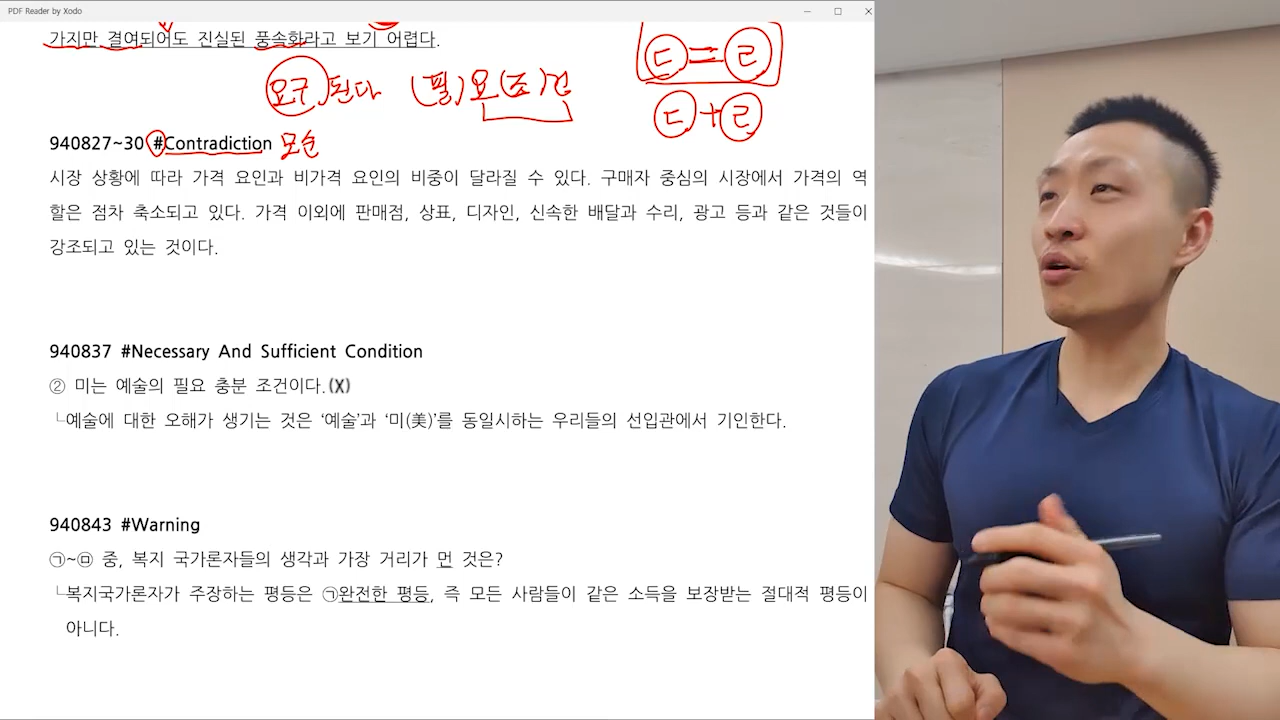 PDF Reader by Xodo
가지만 결여되어도 진실된 풍속화라고 보기 어렵다.
ㄷ = ㄹ
요구된다 (필)요(조)건
ㄷ + ㄹ
940827~30 #Contradiction 모순
시장 상황에 따라 가격 요인과 비가격 요인의 비중이 달라질 수 있다. 구매자 중심의 시장에서 가격의 역
할은 점차 축소되고 있다. 가격 이외에 판매점, 상표, 디자인, 신속한 배달과 수리, 광고 등과 같은 것들이
강조되고 있는 것이다.
940837 #Necessary And Sufficient Condition
② 미는 예술의 필요 충분 조건이다.(X)
└예술에 대한 오해가 생기는 것은 ‘예술’과 ‘미(美)’를 동일시하는 우리들의 선입관에서 기인한다.
940843 #Warning
㉠~㉤ 중, 복지 국가론자들의 생각과 가장 거리가 먼 것은?
└복지국가론자가 주장하는 평등은 ㉠완전한 평등, 즉 모든 사람들이 같은 소득을 보장받는 절대적 평등이
아니다.